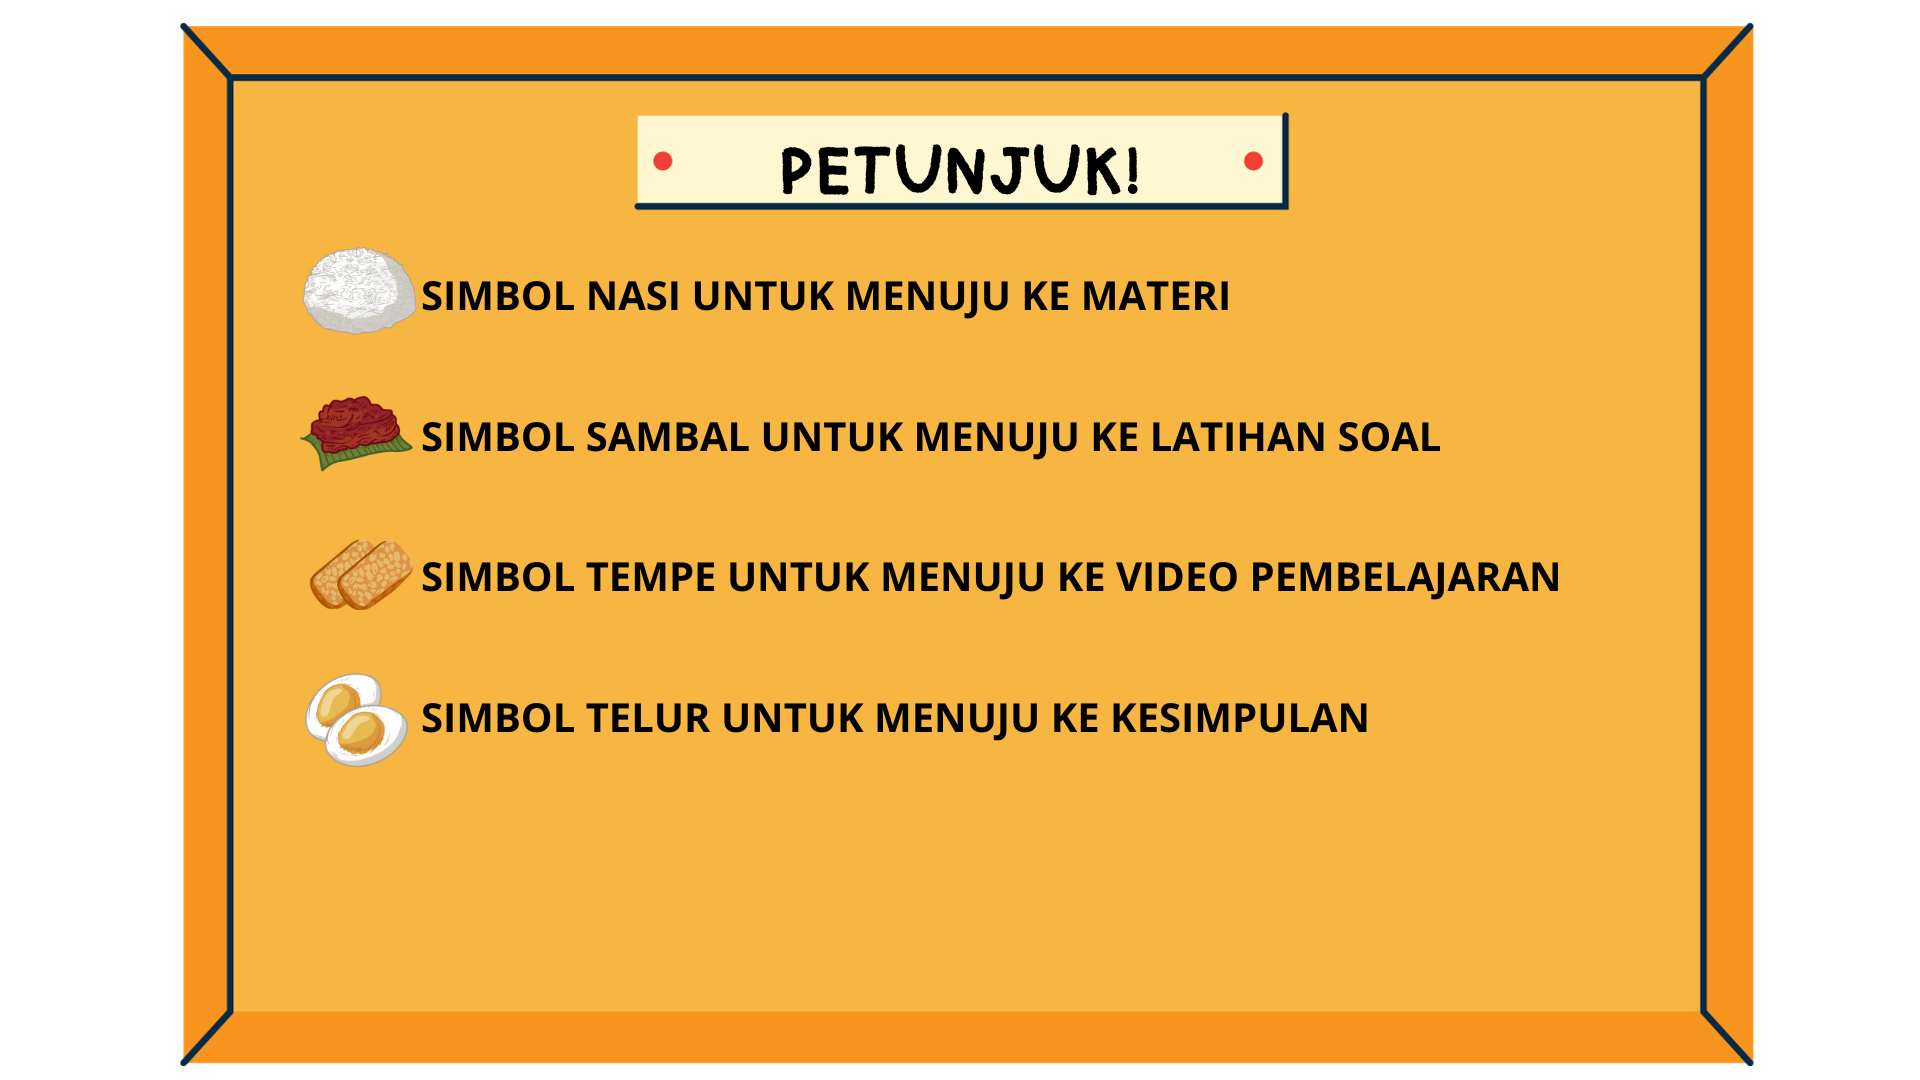 PETUNJUK!
SIMBOL NASI UNTUK MENUJU KE MATERI
SIMBOL SAMBAL UNTUK MENUJU KE LATIHAN SOAL
SIMBOL TEMPE UNTUK MENUJU KE VIDEO PEMBELAJARAN
SIMBOL TELUR UNTUK MENUJU KE KESIMPULAN